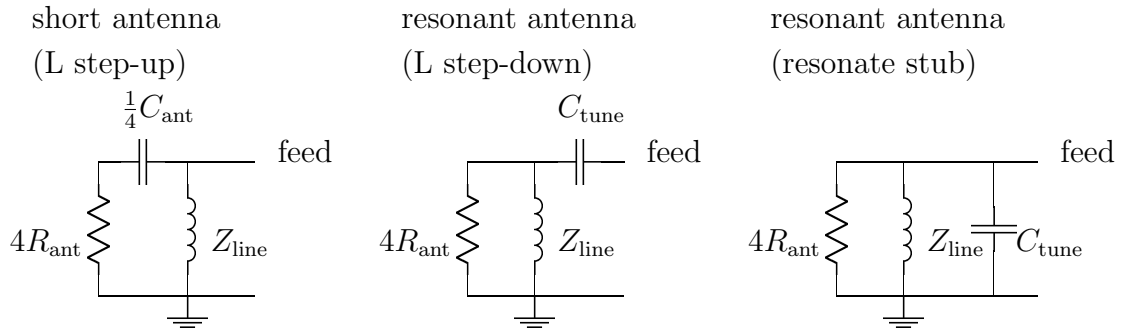 short antenna
(L step-up)
¼C_ant
feed
4R_ant
Z_line
resonant antenna
(L step-down)
C_tune
feed
4R_ant
Z_line
resonant antenna
(resonate stub)
feed
4R_ant
Z_line
C_tune